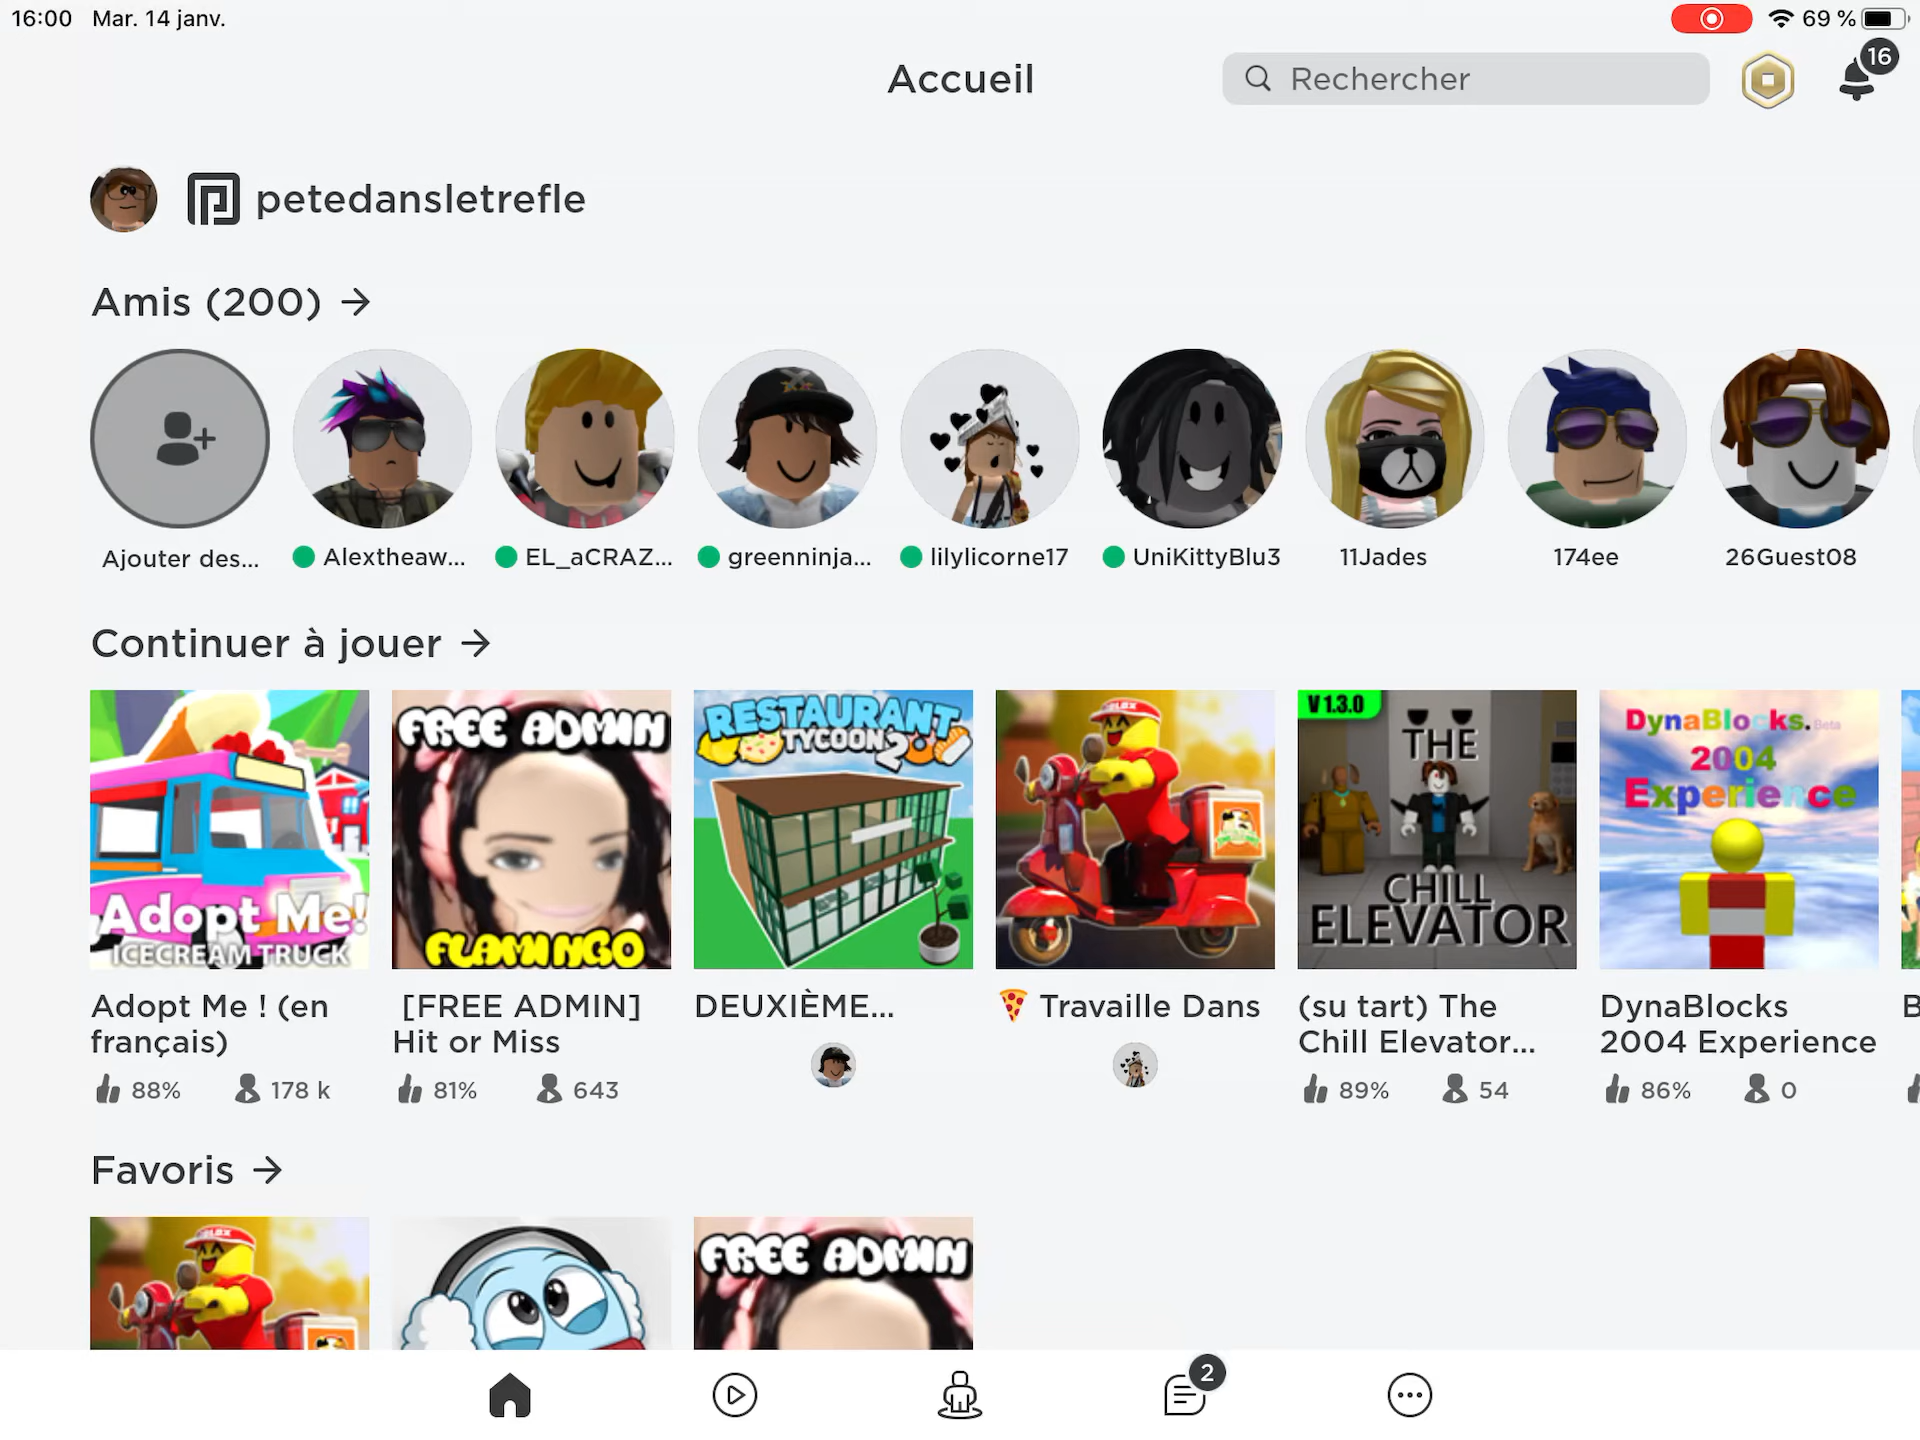 16:00 Mar. 14 janv.
69 %
Accueil
Rechercher
16
petedansletrefle
Amis (200) →
Ajouter des...
Alextheaw...
EL_aCRAZ...
greenninja...
lilylicorne17
UniKittyBlu3
11Jades
174ee
26Guest08
Continuer à jouer →
Adopt Me!
ICECREAM TRUCK
FREE ADMIN
FLAMINGO
RESTAURANT
TYCOON 2
V 1.3.0
THE
CHILL
ELEVATOR
DynaBlocks. Beta
2004
Experience
Adopt Me ! (en
français)
88% 178 k
[FREE ADMIN]
Hit or Miss
81% 643
DEUXIÈME...
🍕 Travaille Dans
(su tart) The
Chill Elevator...
89% 54
DynaBlocks
2004 Experience
86% 0
Favoris →
FREE ADMIN
2